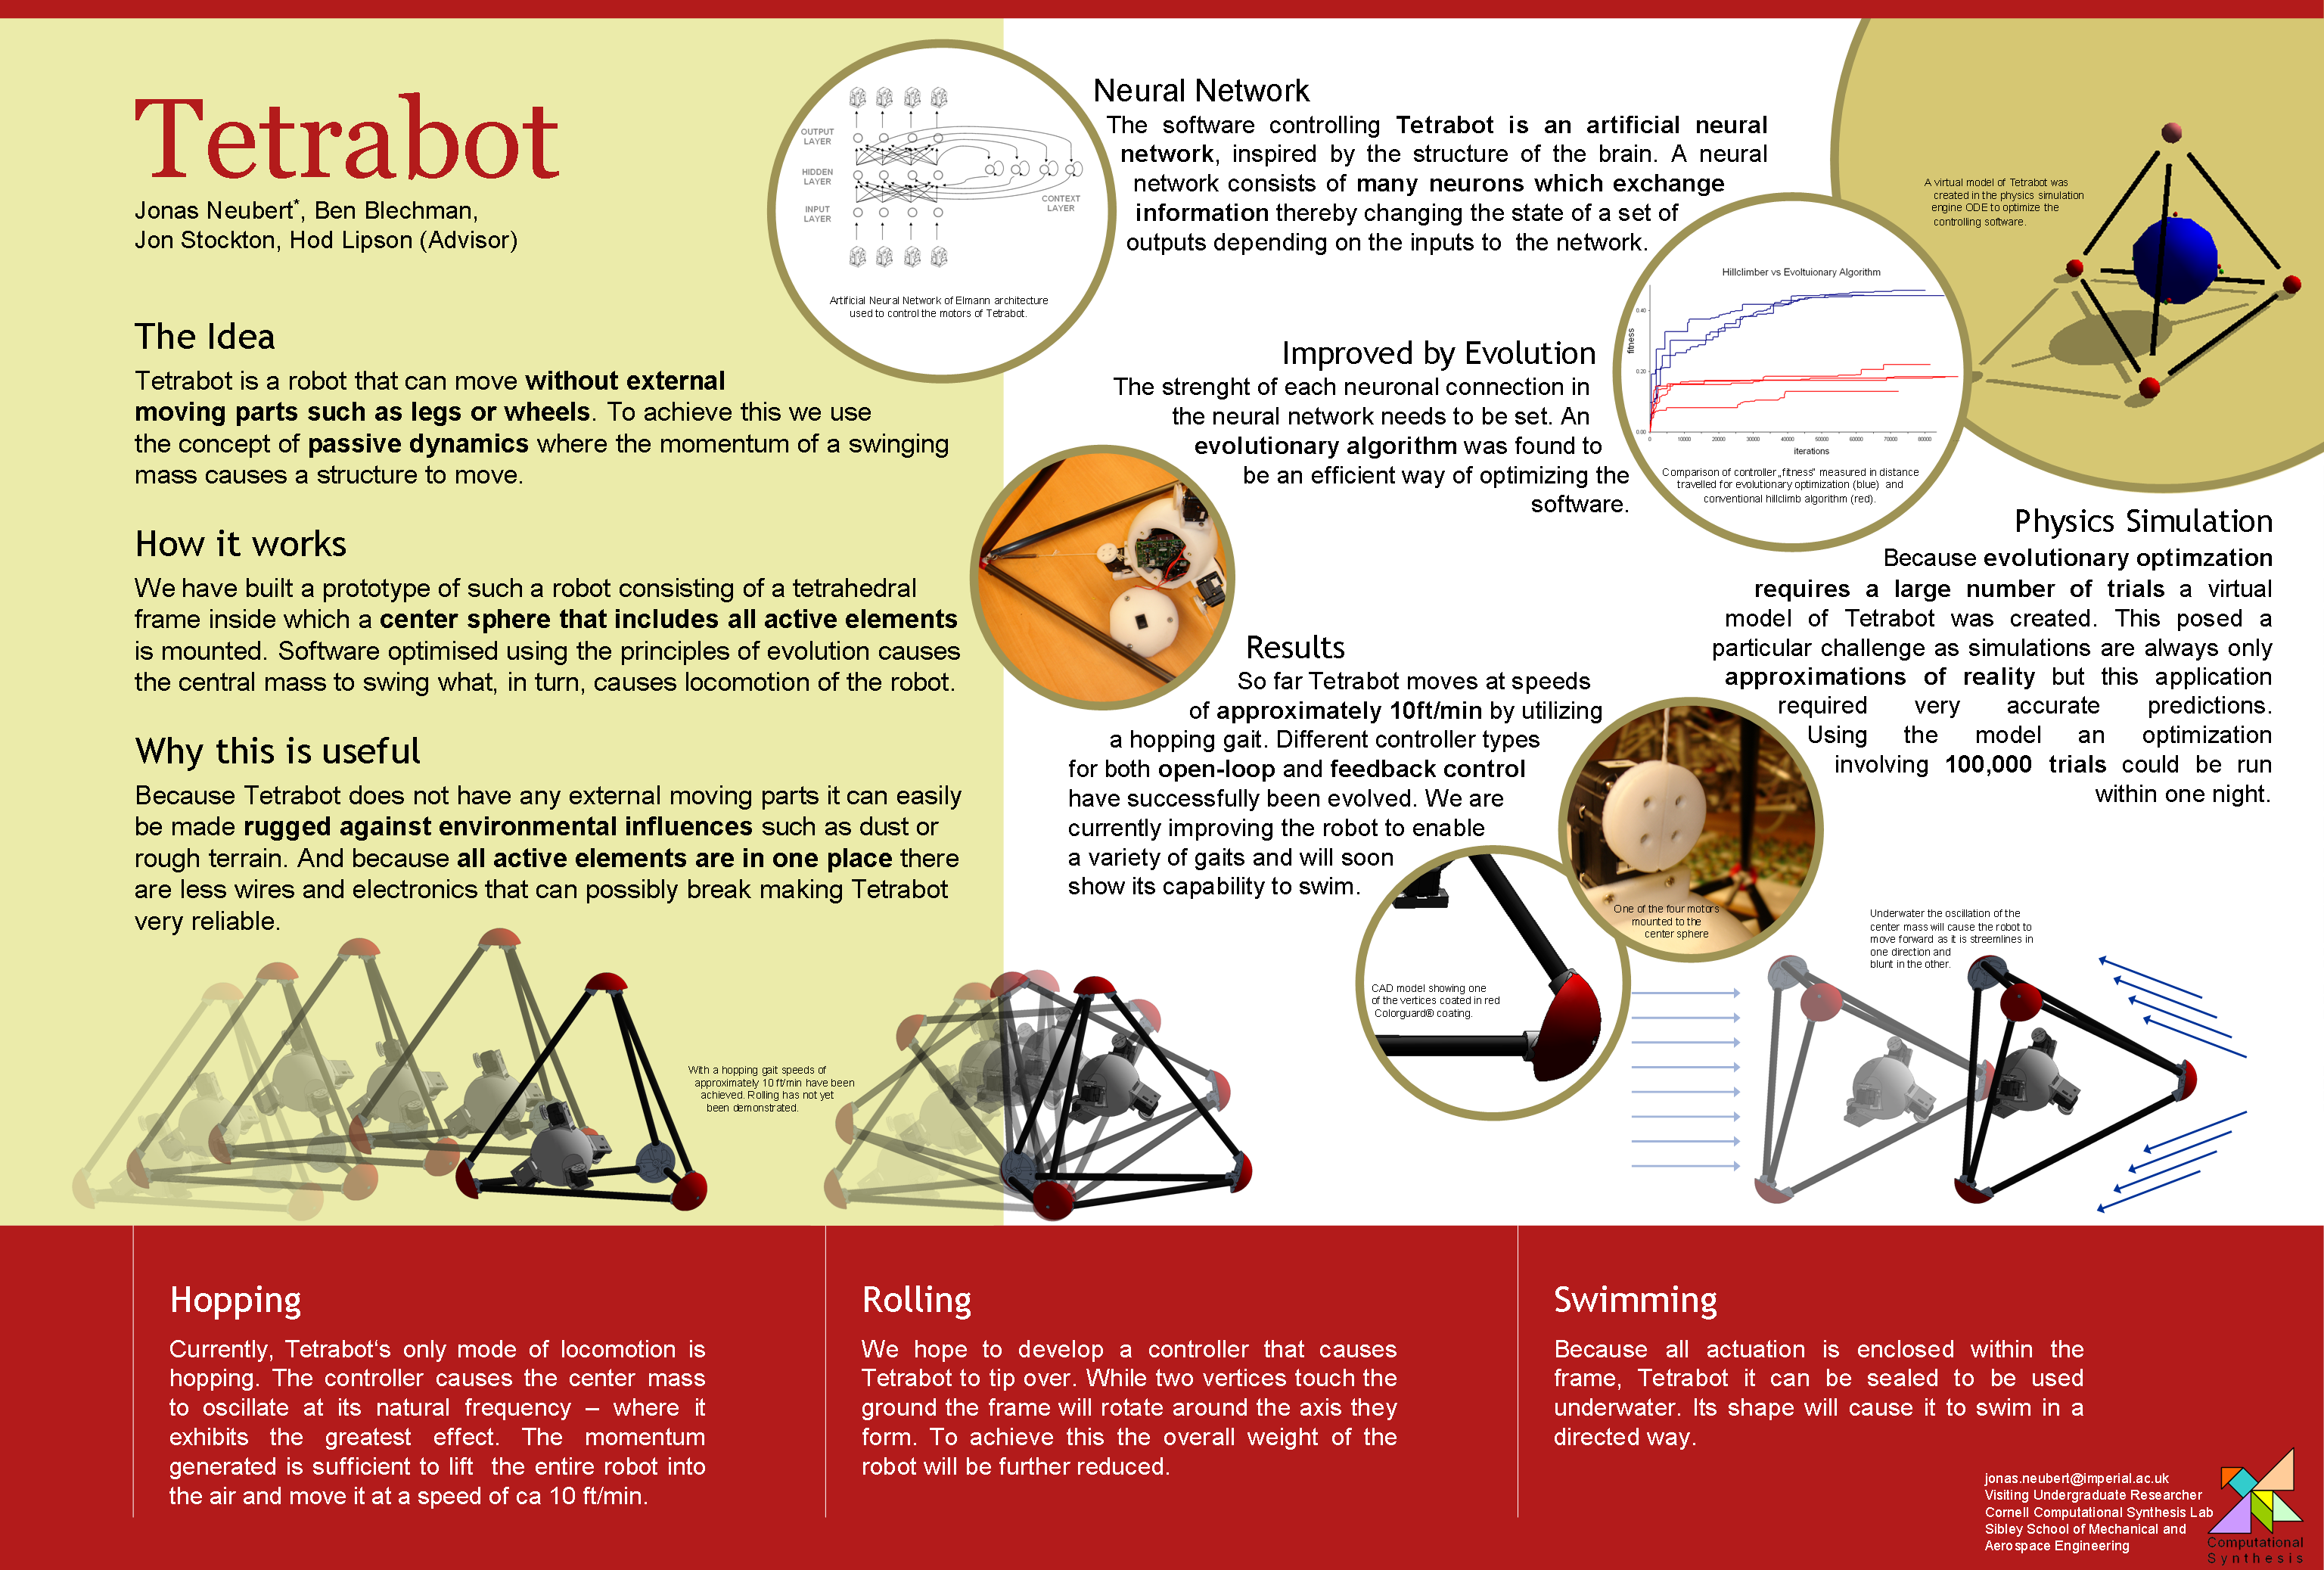 Tetrabot
Jonas Neubert*, Ben Blechman,
Jon Stockton, Hod Lipson (Advisor)
The Idea
Tetrabot is a robot that can move without external
moving parts such as legs or wheels. To achieve this we use
the concept of passive dynamics where the momentum of a swinging
mass causes a structure to move.
How it works
We have built a prototype of such a robot consisting of a tetrahedral
frame inside which a center sphere that includes all active elements
is mounted. Software optimised using the principles of evolution causes
the central mass to swing what, in turn, causes locomotion of the robot.
Why this is useful
Because Tetrabot does not have any external moving parts it can easily
be made rugged against environmental influences such as dust or
rough terrain. And because all active elements are in one place there
are less wires and electronics that can possibly break making Tetrabot
very reliable.
OUTPUT
LAYER
HIDDEN
LAYER
INPUT
LAYER
CONTEXT
LAYER
Artificial Neural Network of Elmann architecture
used to control the motors of Tetrabot.
Neural Network
The software controlling Tetrabot is an artificial neural
network, inspired by the structure of the brain. A neural
network consists of many neurons which exchange
information thereby changing the state of a set of
outputs depending on the inputs to the network.
Improved by Evolution
The strenght of each neuronal connection in
the neural network needs to be set. An
evolutionary algorithm was found to
be an efficient way of optimizing the
software.
Hillclimber vs Evoltuionary Algorithm
fitness
0.40
0.20
0.00
0 10000 20000 30000 40000 50000 60000 70000 80000
iterations
Comparison of controller „fitness“ measured in distance
travelled for evolutionary optimization (blue) and
conventional hillclimb algorithm (red).
A virtual model of Tetrabot was
created in the physics simulation
engine ODE to optimize the
controlling software.
Physics Simulation
Because evolutionary optimzation
requires a large number of trials a virtual
model of Tetrabot was created. This posed a
particular challenge as simulations are always only
approximations of reality but this application
required very accurate predictions.
Using the model an optimization
involving 100,000 trials could be run
within one night.
Results
So far Tetrabot moves at speeds
of approximately 10ft/min by utilizing
a hopping gait. Different controller types
for both open-loop and feedback control
have successfully been evolved. We are
currently improving the robot to enable
a variety of gaits and will soon
show its capability to swim.
One of the four motors
mounted to the
center sphere
CAD model showing one
of the vertices coated in red
Colorguard® coating.
Underwater the oscillation of the
center mass will cause the robot to
move forward as it is streemlines in
one direction and
blunt in the other.
With a hopping gait speeds of
approximately 10 ft/min have been
achieved. Rolling has not yet
been demonstrated.
Hopping
Currently, Tetrabot‘s only mode of locomotion is
hopping. The controller causes the center mass
to oscillate at its natural frequency – where it
exhibits the greatest effect. The momentum
generated is sufficient to lift the entire robot into
the air and move it at a speed of ca 10 ft/min.
Rolling
We hope to develop a controller that causes
Tetrabot to tip over. While two vertices touch the
ground the frame will rotate around the axis they
form. To achieve this the overall weight of the
robot will be further reduced.
Swimming
Because all actuation is enclosed within the
frame, Tetrabot it can be sealed to be used
underwater. Its shape will cause it to swim in a
directed way.
jonas.neubert@imperial.ac.uk
Visiting Undergraduate Researcher
Cornell Computational Synthesis Lab
Sibley School of Mechanical and
Aerospace Engineering
Computational
Synthesis